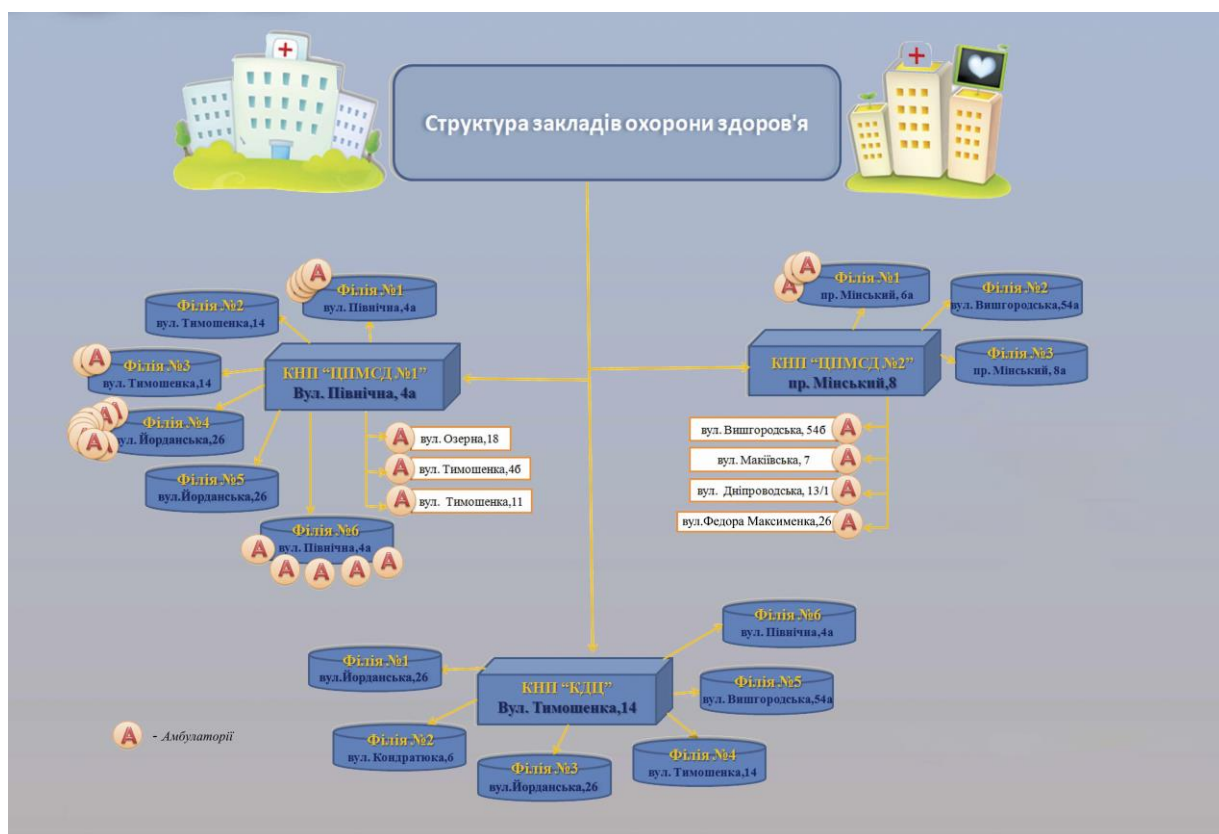 Структура закладів охорони здоров'я
Філія №1
вул. Північна,4а
Філія №2
вул. Тимошенка,14
Філія №3
вул. Тимошенка,14
Філія №4
вул. Йорданська,26
Філія №5
вул.Йорданська,26
Філія №6
вул. Північна,4а
КНП “ЦПМСД №1”
Вул. Північна, 4а
А вул. Озерна,18
А вул. Тимошенка,4б
А вул. Тимошенка,11
Філія №1
пр. Мінський, 6а
Філія №2
вул. Вишгородська,54а
Філія №3
пр. Мінський, 8а
КНП “ЦПМСД №2”
пр. Мінський,8
вул. Вишгородська, 54б А
вул. Макіївська, 7 А
вул. Дніпроводська, 13/1 А
вул.Федора Максименка,26 А
Філія №6
вул. Північна,4а
Філія №1
вул.Йорданська,26
КНП “КДЦ”
Вул. Тимошенка,14
Філія №5
вул. Вишгородська,54а
Філія №2
вул. Кондратюка,6
Філія №3
вул.Йорданська,26
Філія №4
вул. Тимошенка,14
А - Амбулаторії